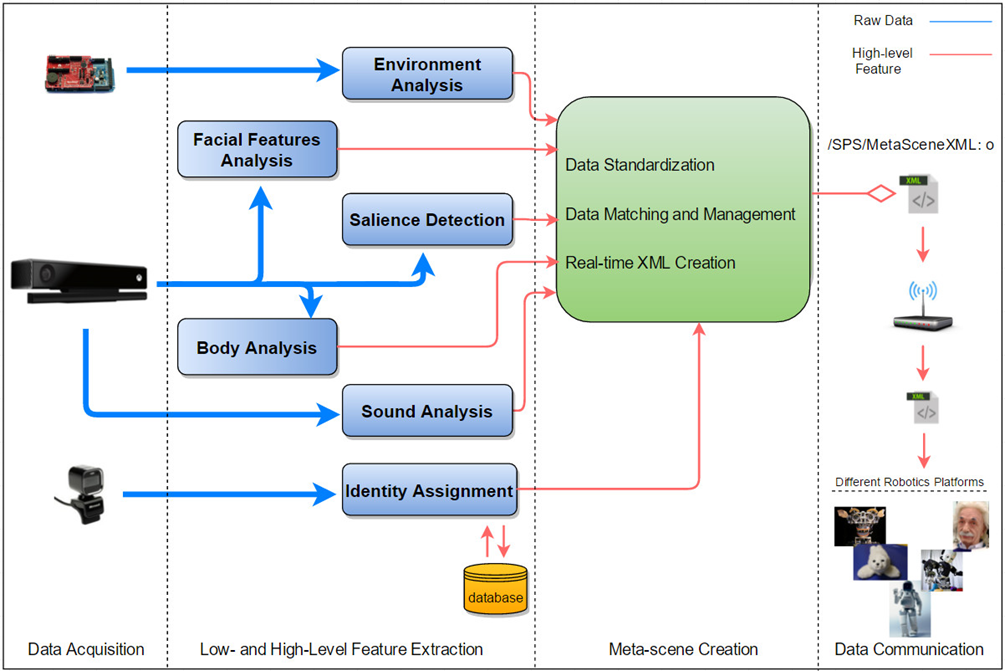 Raw Data
High-level
Feature
Environment
Analysis
Facial Features
Analysis
Salience Detection
Body Analysis
Sound Analysis
Identity Assignment
database
Data Standardization
Data Matching and Management
Real-time XML Creation
/SPS/MetaSceneXML: o
XML
</>
XML
</>
Different Robotics Platforms
Data Acquisition
Low- and High-Level Feature Extraction
Meta-scene Creation
Data Communication